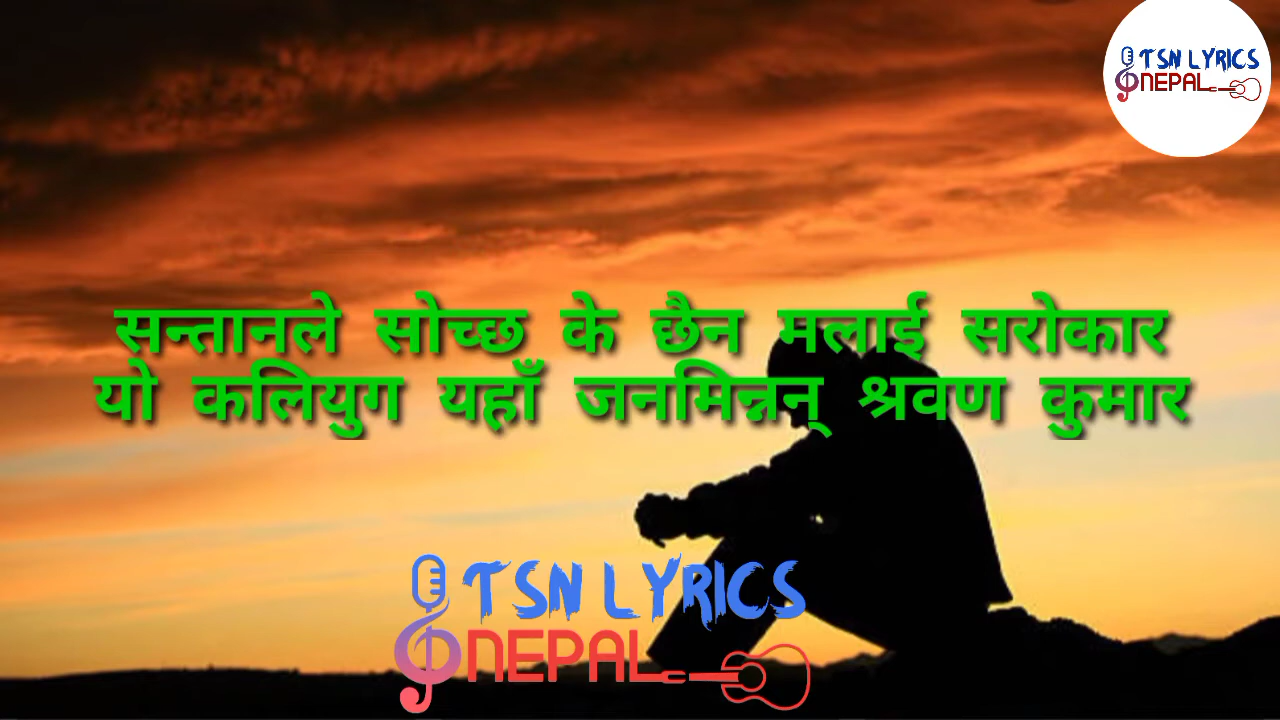 TSN LYRICS
NEPAL
सन्तानले सोच्छ के छैन मलाई सरोकार
यो कलियुग यहाँ जनमिन्नन् श्रवण कुमार
TSN LYRICS
NEPAL